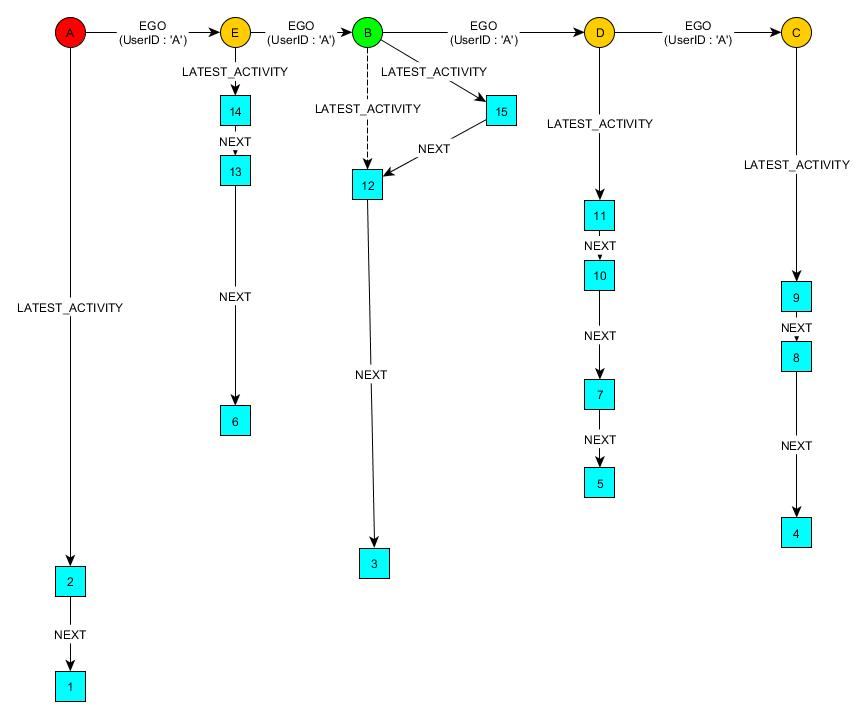 A
EGO
(UserID : 'A')
E
EGO
(UserID : 'A')
B
EGO
(UserID : 'A')
D
EGO
(UserID : 'A')
C
LATEST_ACTIVITY
LATEST_ACTIVITY
14
LATEST_ACTIVITY
15
LATEST_ACTIVITY
NEXT
NEXT
13
12
LATEST_ACTIVITY
11
NEXT
10
9
NEXT
8
LATEST_ACTIVITY
NEXT
NEXT
NEXT
7
6
NEXT
NEXT
5
4
3
2
NEXT
1